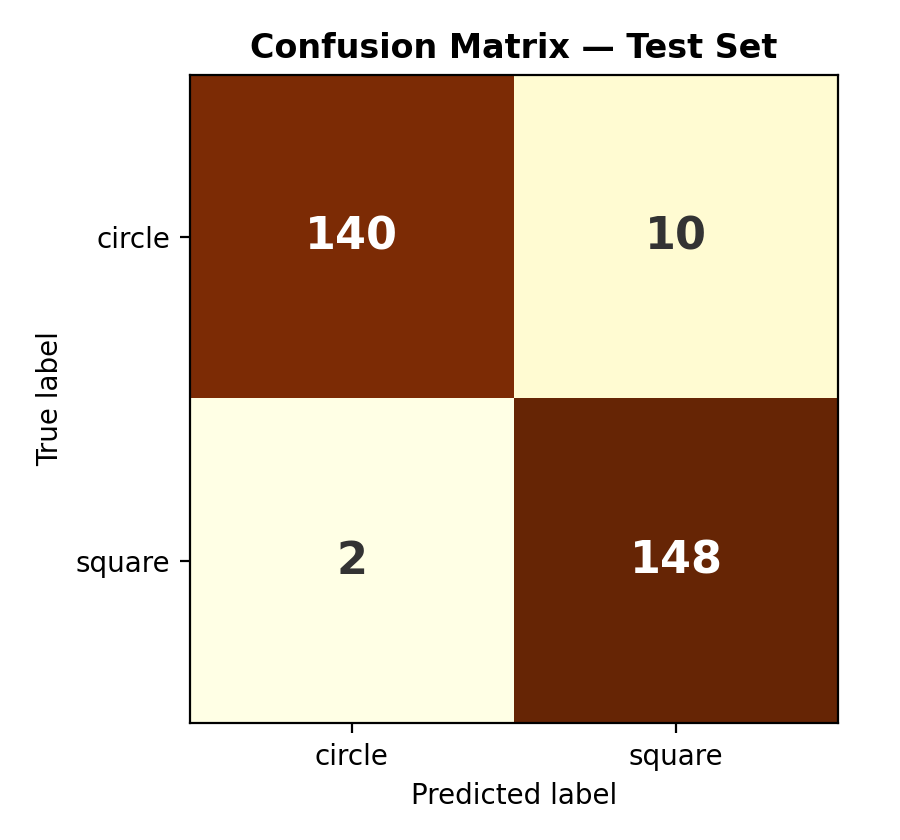 Confusion Matrix — Test Set
circle
140
10
True label
square
2
148
circle
square
Predicted label